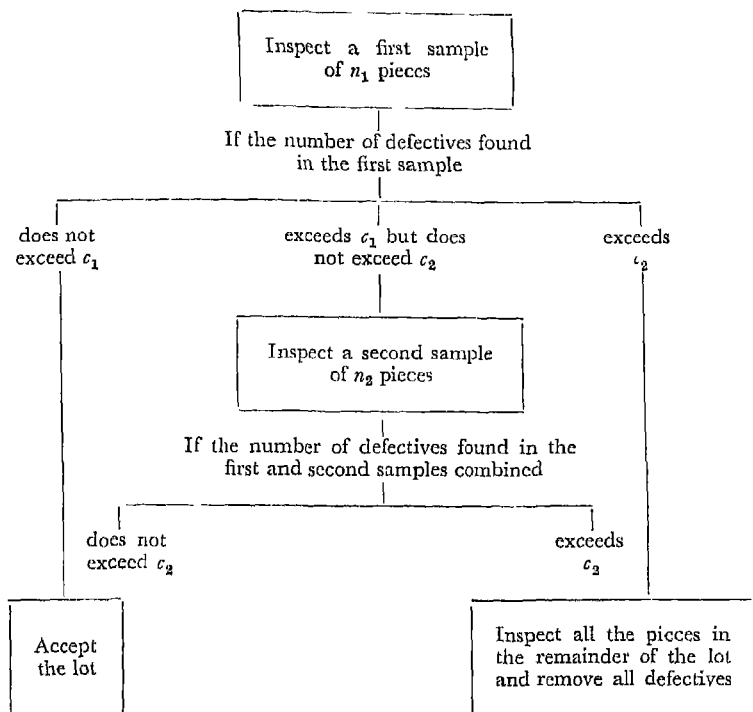 Inspect a first sample
of n₁ pieces
If the number of defectives found
in the first sample
does not
exceed c₁
exceeds c₁ but does
not exceed c₂
exceeds
c₂
Inspect a second sample
of n₂ pieces
If the number of defectives found in the
first and second samples combined
does not
exceed c₂
exceeds
c₂
Accept
the lot
Inspect all the pieces in
the remainder of the lot
and remove all defectives